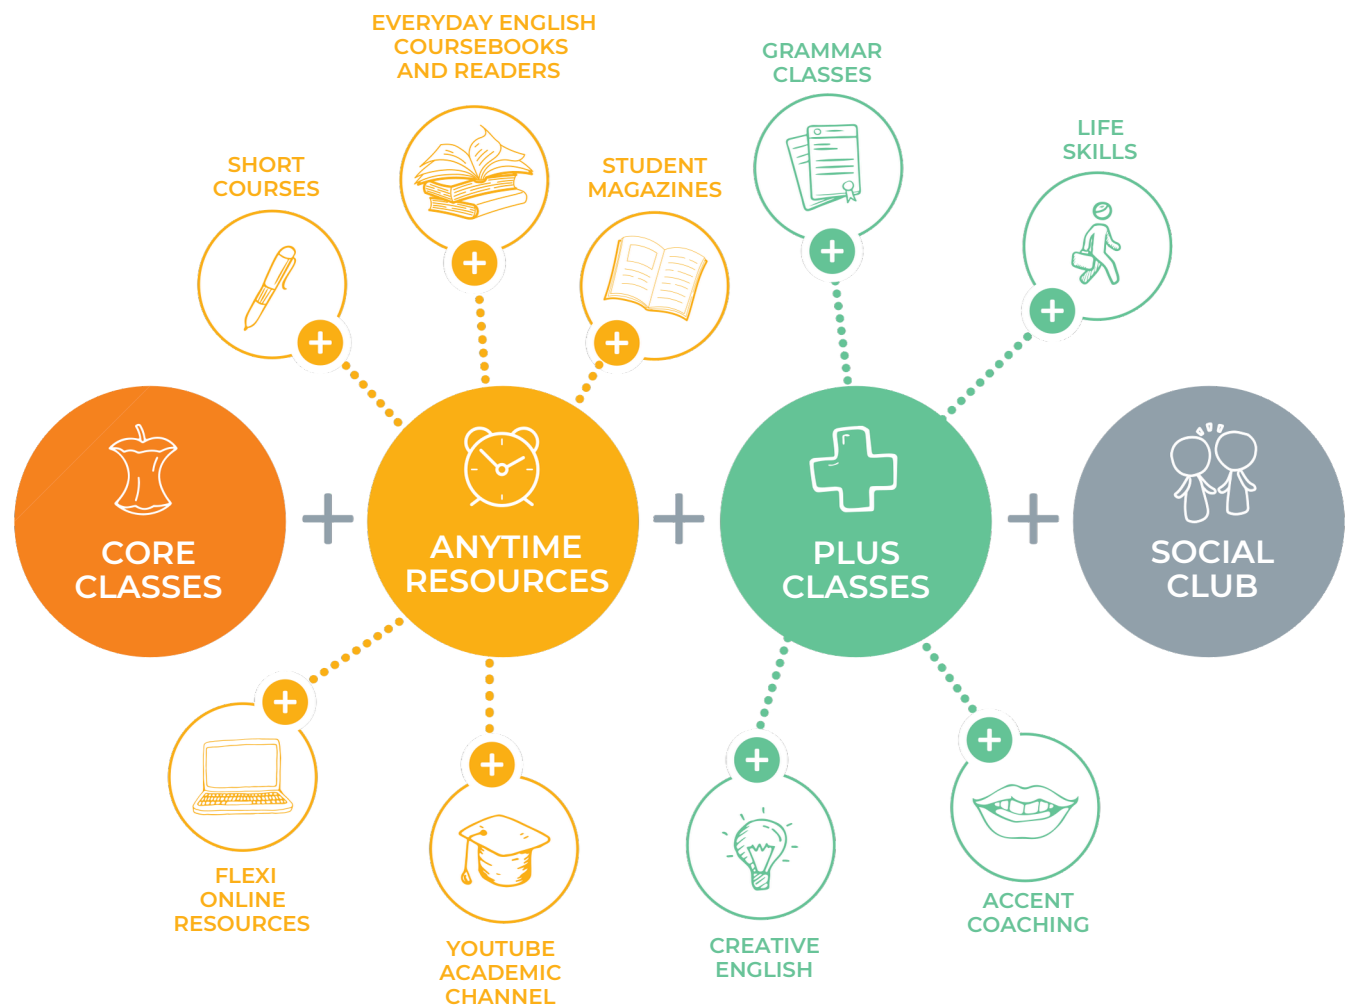 EVERYDAY ENGLISH
COURSEBOOKS
AND READERS
GRAMMAR
CLASSES
LIFE
SKILLS
SHORT
COURSES
STUDENT
MAGAZINES
CORE
CLASSES
ANYTIME
RESOURCES
PLUS
CLASSES
SOCIAL
CLUB
FLEXI
ONLINE
RESOURCES
YOUTUBE
ACADEMIC
CHANNEL
CREATIVE
ENGLISH
ACCENT
COACHING